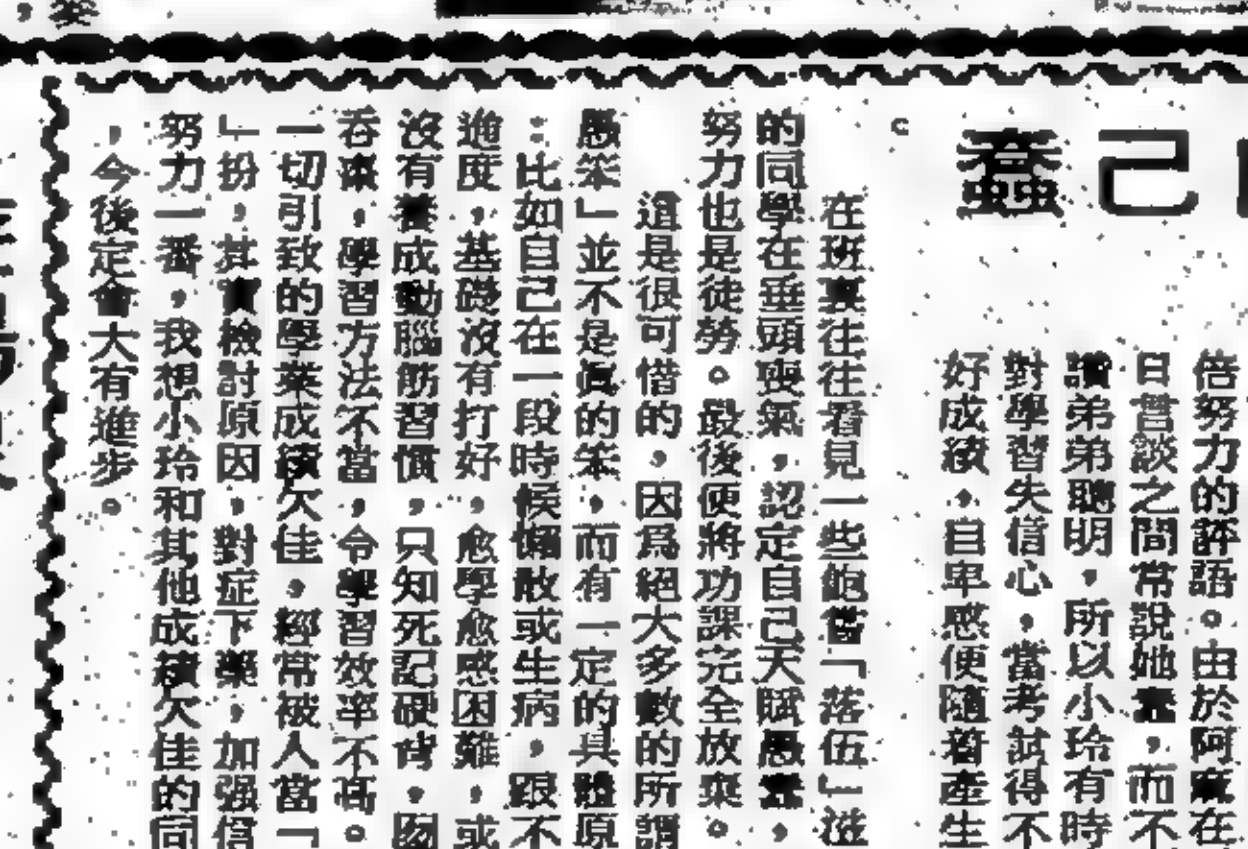 己蠢
倍努力的評語。由於阿麻在
日言談之間常說她蠢，而不
讚弟弟聰明，所以小玲有時
對學習失信心，當考試得不
好成績，自卑感便隨着產生
。
在班裏往往看見一些飽嘗「落伍」滋
的同學在垂頭喪氣，認定自己天賦愚蠢，
努力也是徒勞。最後便將功課完全放棄。
這是很可惜的，因爲絕大多數的所謂
愚笨」並不是眞的笨，而有一定的具體原
：比如自己在一段時候懶散或生病，跟不
進度，基礎沒有打好，愈學愈感困難，或
沒有養成動腦筋習慣，只知死記硬背，囫
吞棗，學習方法不當，令學習效率不高。
一切引致的學業成績欠佳，經常被人當「
」扮，其實檢討原因，對症下藥，加强信
努力一番，我想小玲和其他成積欠佳的同
，今後定會大有進步。